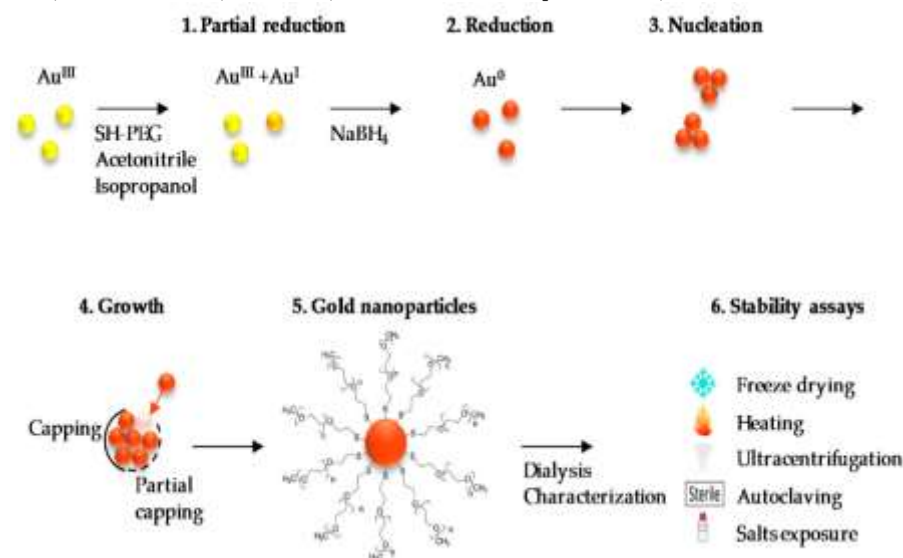 1. Partial reduction
2. Reduction
3. Nucleation
Au^III
Au^III + Au^I
Au^0
SH-PEG
Acetonitrile
Isopropanol
NaBH₄
4. Growth
5. Gold nanoparticles
6. Stability assays
Capping
Partial
capping
Dialysis
Characterization
Freeze drying
Heating
Ultracentrifugation
Sterile
Autoclaving
Salts exposure